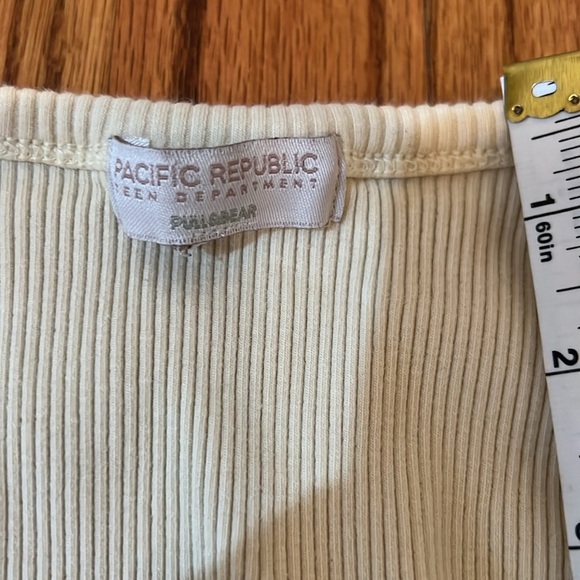 PACIFIC REPUBLIC
TEEN DEPARTMENT
PULL&BEAR
1
60in
2